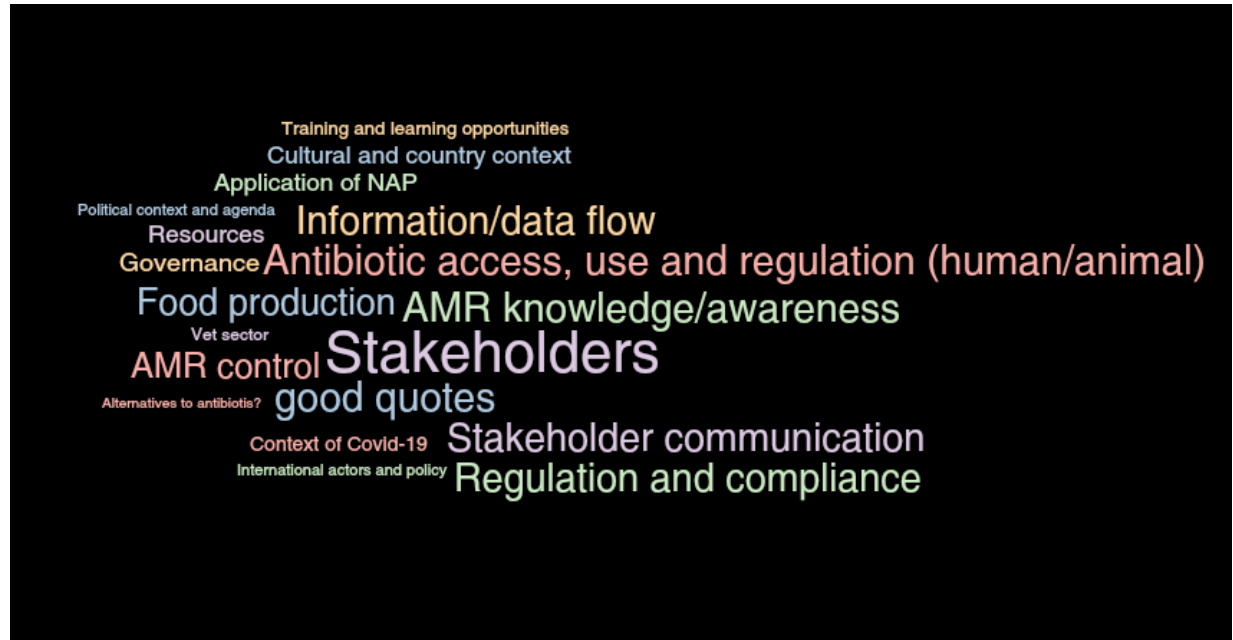 Training and learning opportunities
Cultural and country context
Application of NAP
Political context and agenda
Information/data flow
Resources
Governance
Antibiotic access, use and regulation (human/animal)
Food production
AMR knowledge/awareness
Vet sector
Stakeholders
AMR control
good quotes
Alternatives to antibiotis?
Stakeholder communication
Context of Covid-19
International actors and policy
Regulation and compliance